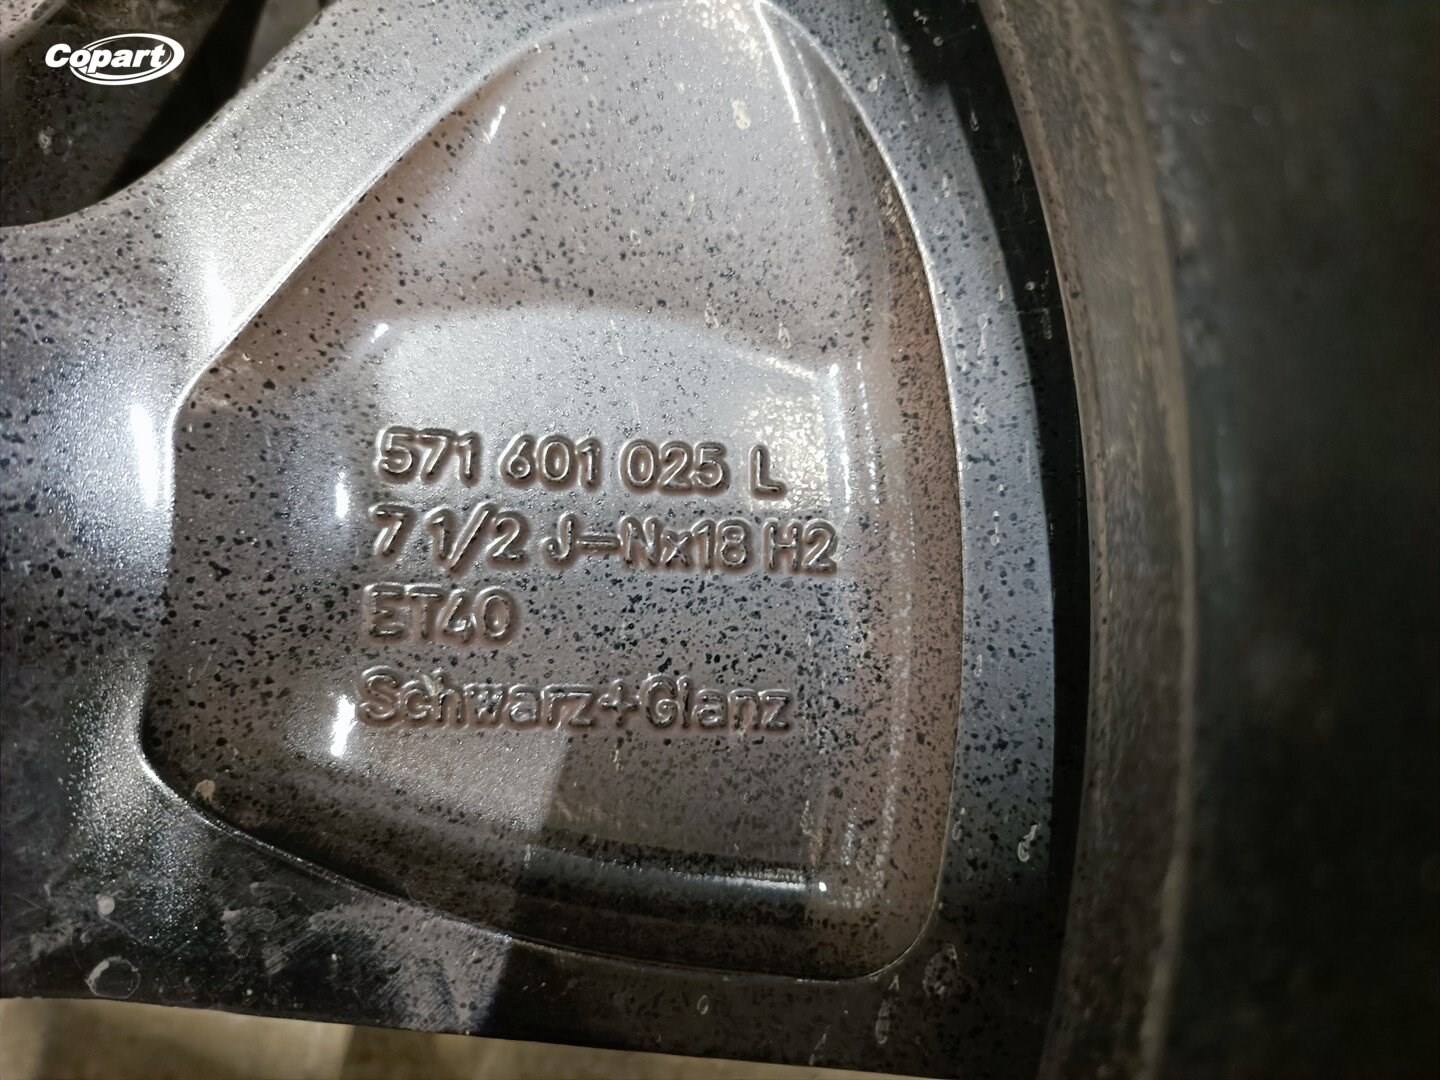 Copart
571 601 025 L
7 1/2 J-Nx18 H2
ET40
Schwarz+Glanz